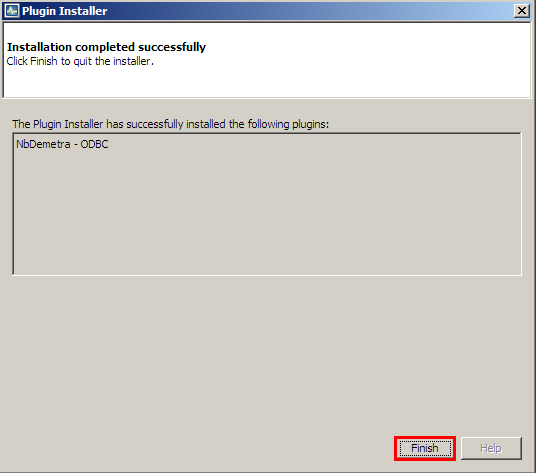 Plugin Installer
Installation completed successfully
Click Finish to quit the installer.
The Plugin Installer has successfully installed the following plugins:
NbDemetra - ODBC
Finish
Help